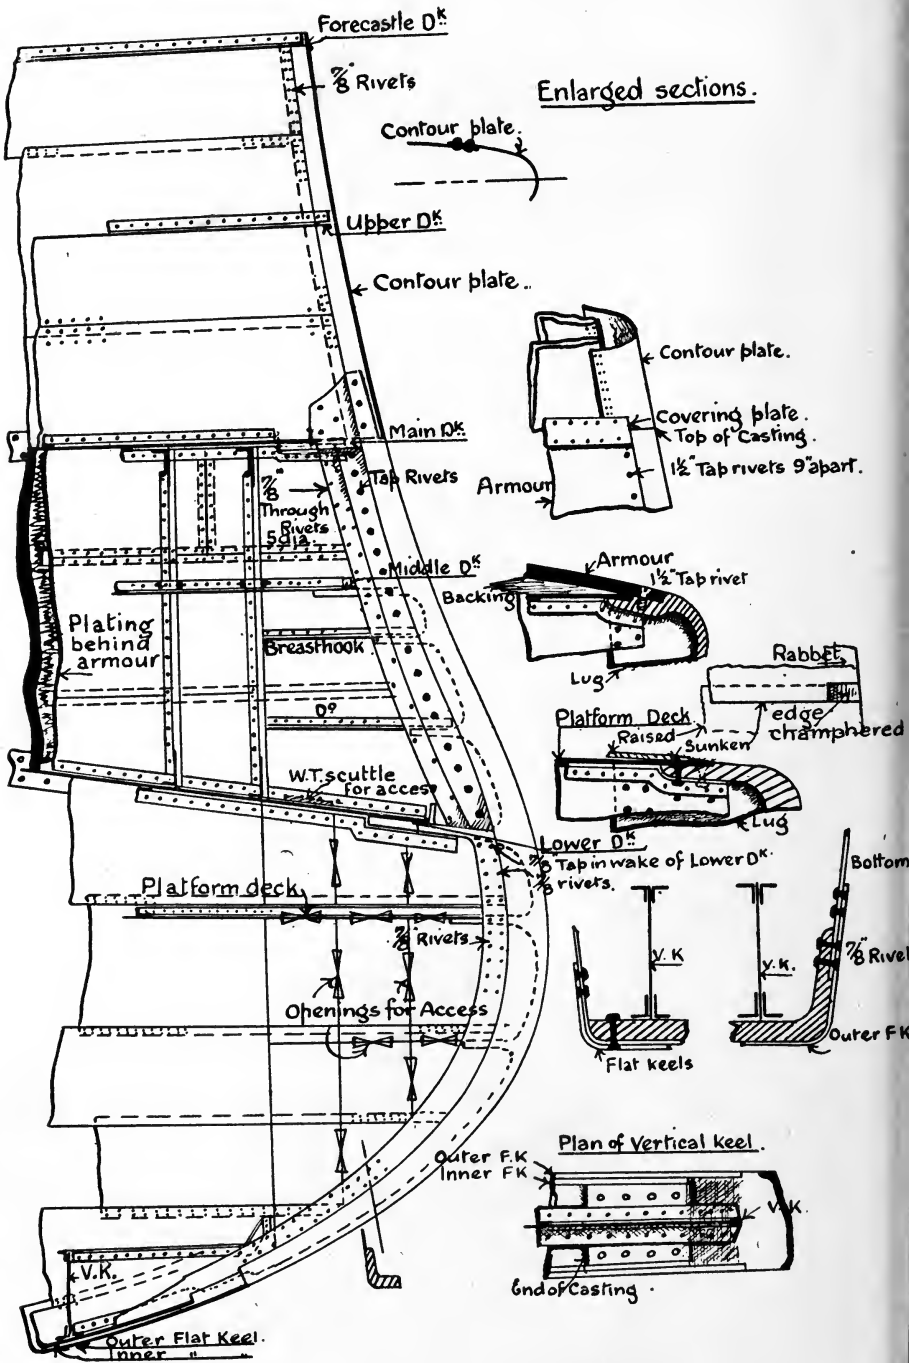 Forecastle Dᴷ
⅞" Rivets
Enlarged sections.
Contour plate.
Upper Dᴷ
Contour plate..
Contour plate.
Covering plate.
Top of Casting.
1½" Tap rivets 9" apart.
Armour
Main Dᴷ
Tap Rivets
⅞"
Through
Rivets
5 dia.
Middle Dᴷ
Armour
1½" Tap rivet
Backing
Lug
Plating
behind
armour
Breasthook
Dº
Rabbet
edge
champhered
Platform Deck
Raised
Sunken
Lug
W.T. scuttle
for access
Lower Dᴷ
⅞" Tap in wake of Lower Dᴷ.
⅞ rivets.
Bottom
Platform deck
⅞" Rivets
V.K
V.K.
⅞" Rivet
Openings for Access
Flat keels
Outer FK
Plan of Vertical Keel.
Outer F.K
Inner FK
V.K.
End of Casting.
V.K.
Outer Flat Keel.
Inner " "